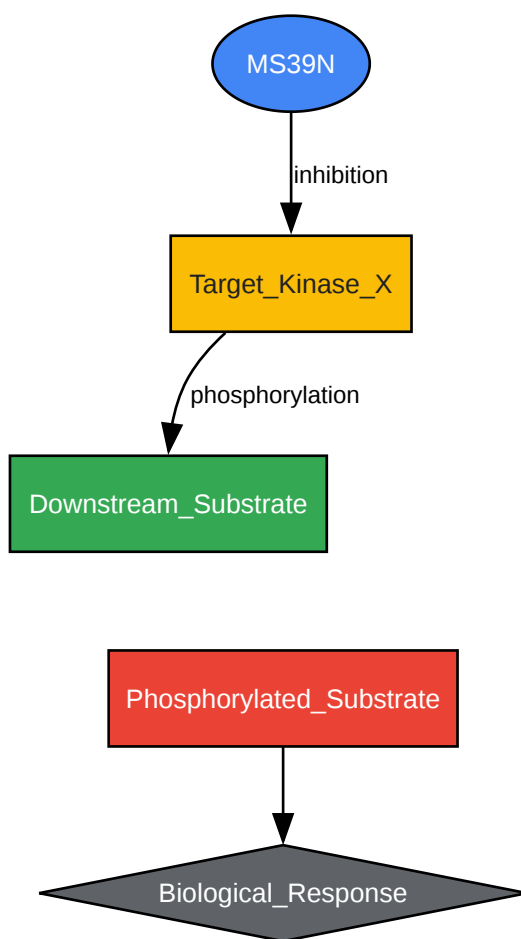 MS39N
inhibition
Target_Kinase_X
phosphorylation
Downstream_Substrate
Phosphorylated_Substrate
Biological_Response